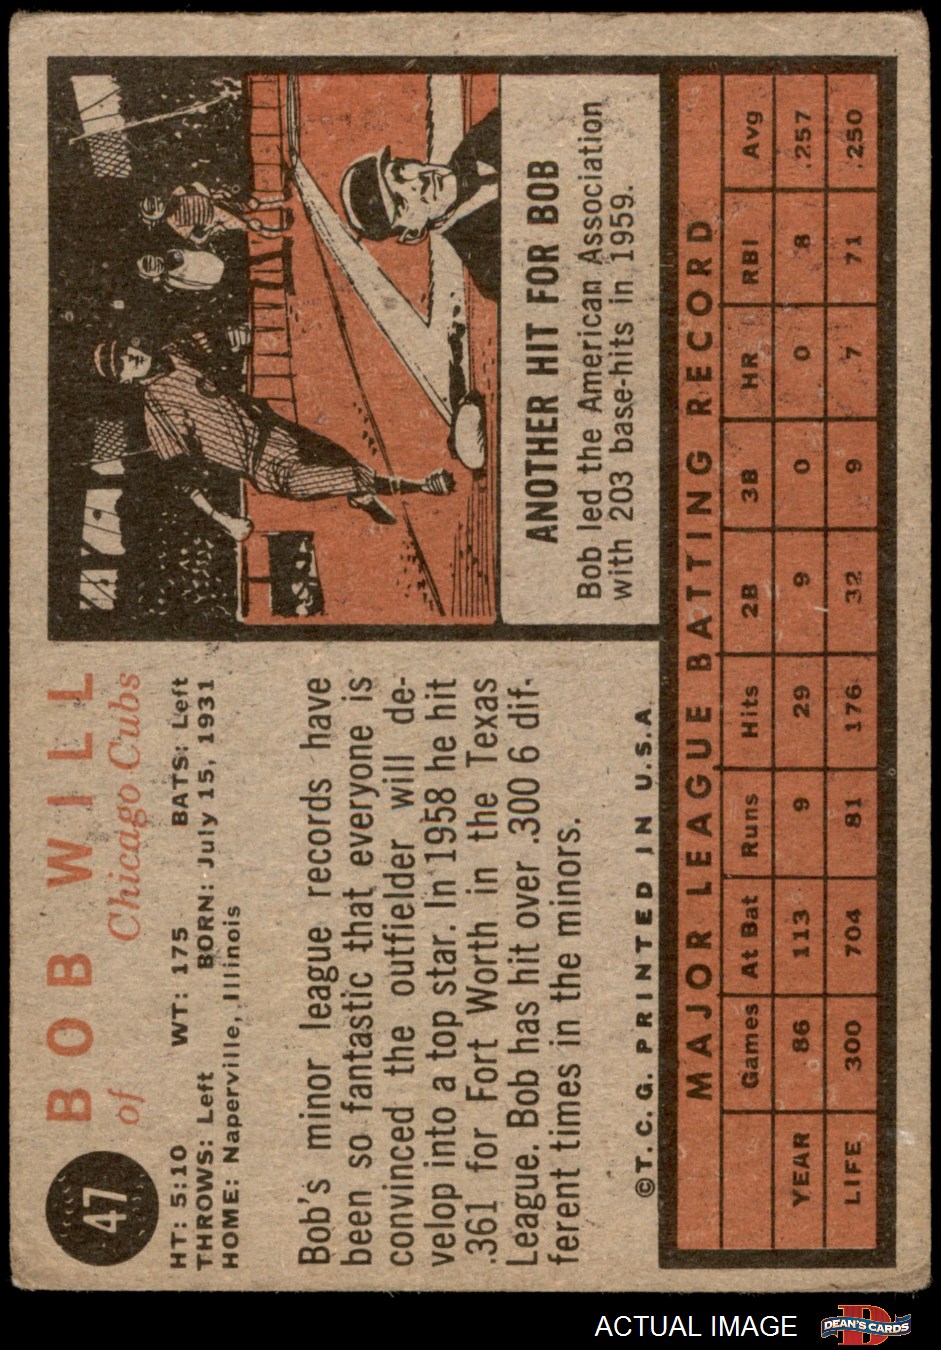 47
BOB WILL
of Chicago Cubs
HT: 5:10 WT: 175 BATS: Left
THROWS: Left BORN: July 15, 1931
HOME: Naperville, Illinois
Bob's minor league records have
been so fantastic that everyone is
convinced the outfielder will de-
velop into a top star. In 1958 he hit
.361 for Fort Worth in the Texas
League. Bob has hit over .300 6 dif-
ferent times in the minors.
©T.C.G. PRINTED IN U.S.A.
ANOTHER HIT FOR BOB
Bob led the American Association
with 203 base-hits in 1959.
MAJOR LEAGUE BATTING RECORD
Games At Bat Runs Hits 2B 3B HR RBI Avg
YEAR 86 113 9 29 9 0 0 8 .257
LIFE 300 704 81 176 32 9 7 71 .250
ACTUAL IMAGE
D
DEAN'S CARDS